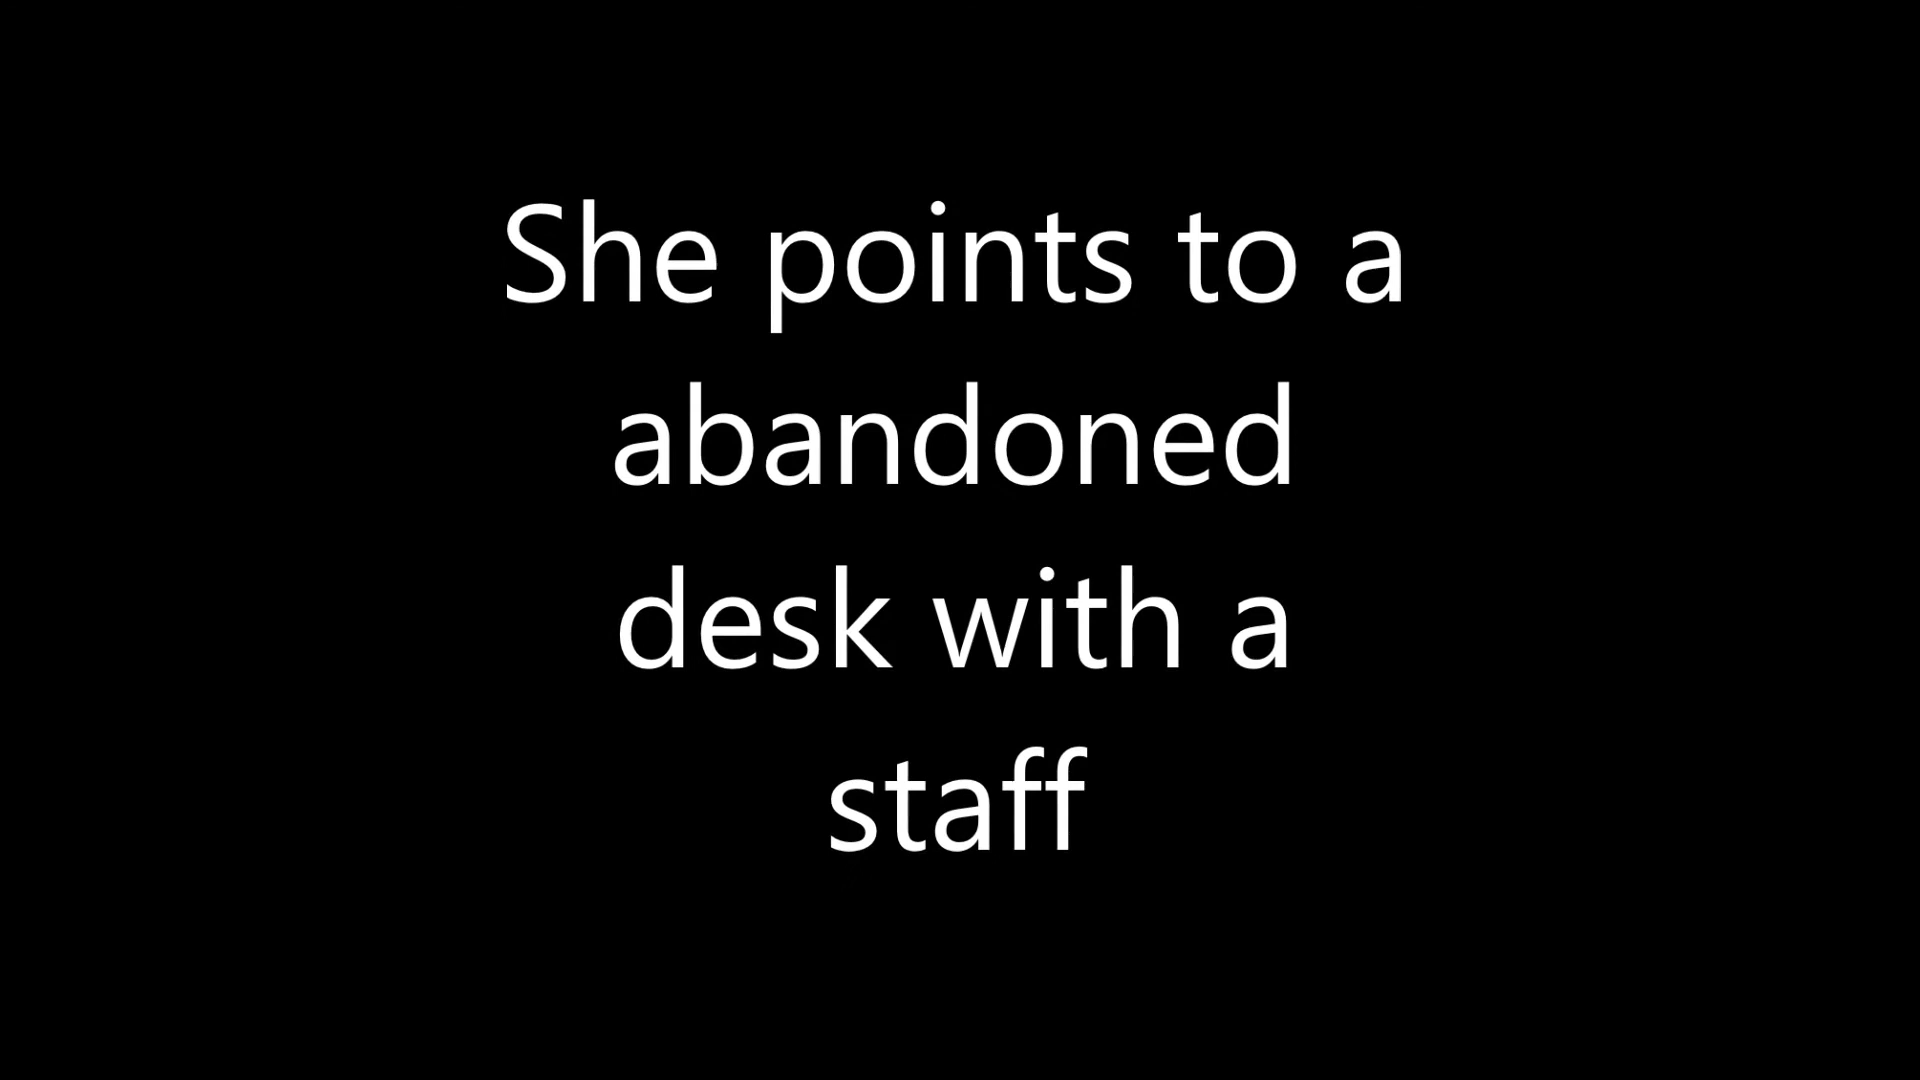 She points to a
abandoned
desk with a
staff